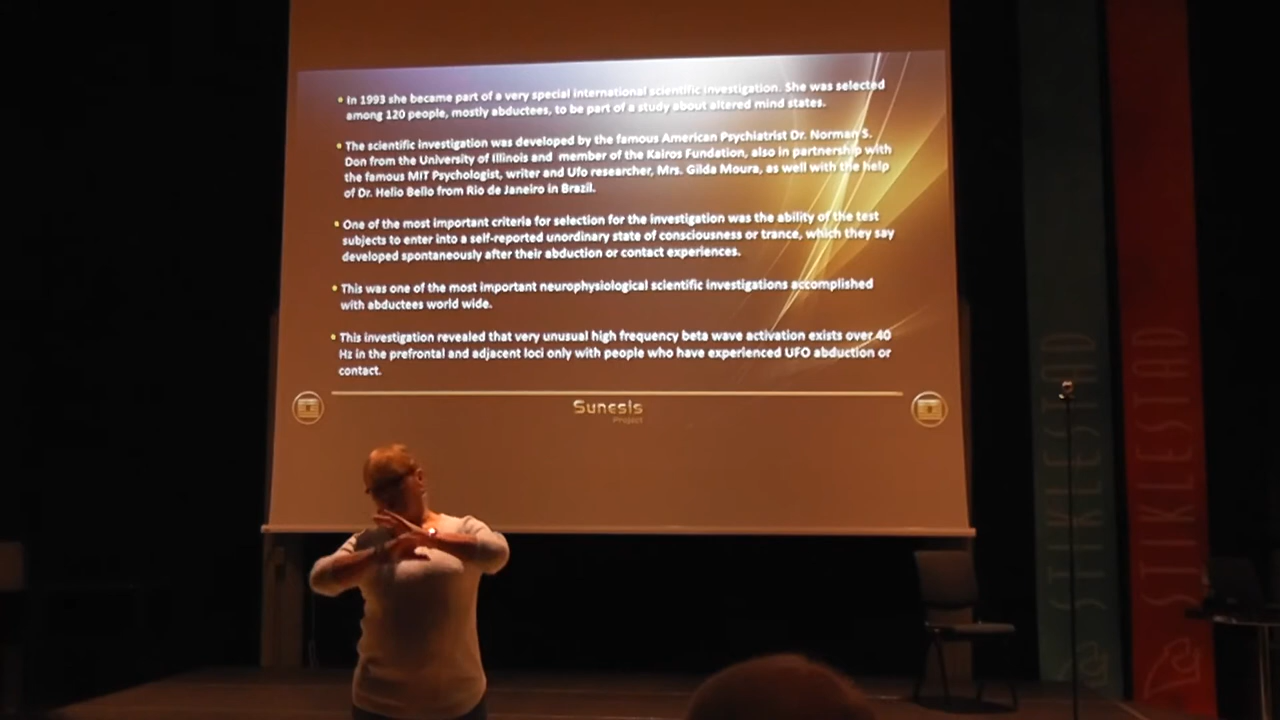 • In 1993 she became part of a very special international scientific investigation. She was selected
among 120 people, mostly abductees, to be part of a study about altered mind states.
• The scientific investigation was developed by the famous American Psychiatrist Dr. Norman S.
Don from the University of Illinois and member of the Kairos Foundation, also in partnership with
the famous MIT Psychologist, writer and Ufo researcher, Mrs. Gilda Moura, as well with the help
of Dr. Helio Bello from Rio de Janeiro in Brazil.
• One of the most important criteria for selection for the investigation was the ability of the test
subjects to enter into a self-reported unordinary state of consciousness or trance, which they say
developed spontaneously after their abduction or contact experiences.
• This was one of the most important neurophysiological scientific investigations accomplished
with abductees world wide.
• This investigation revealed that very unusual high frequency beta wave activation exists over 40
Hz in the prefrontal and adjacent loci only with people who have experienced UFO abduction or
contact.
Sunesis
Project
STIKLESTAD
STIKLESTAD